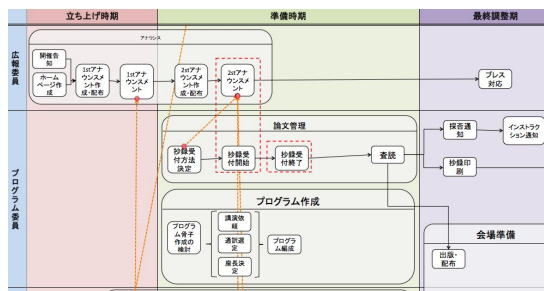 立ち上げ時期
準備時期
最終調整期
広報委員
アナウンス
開催告
知
ホーム
ページ作
成
1stアナ
ウンスメ
ント作
成・配布
1stアナ
ウンスメ
ント
2stアナ
ウンスメ
ント作
成・配布
2stアナ
ウンスメ
ント
プレス
対応
プログラム委員
論文管理
抄録受
付方法
決定
抄録受
付開始
抄録受
付終了
査読
採否通
知
インストラ
クション通知
抄録印
刷
プログラム作成
プログラ
ム骨子
作成の
検討
講演依
頼
通訳選
定
座長決
定
プログラ
ム編成
会場準備
出版・
配布